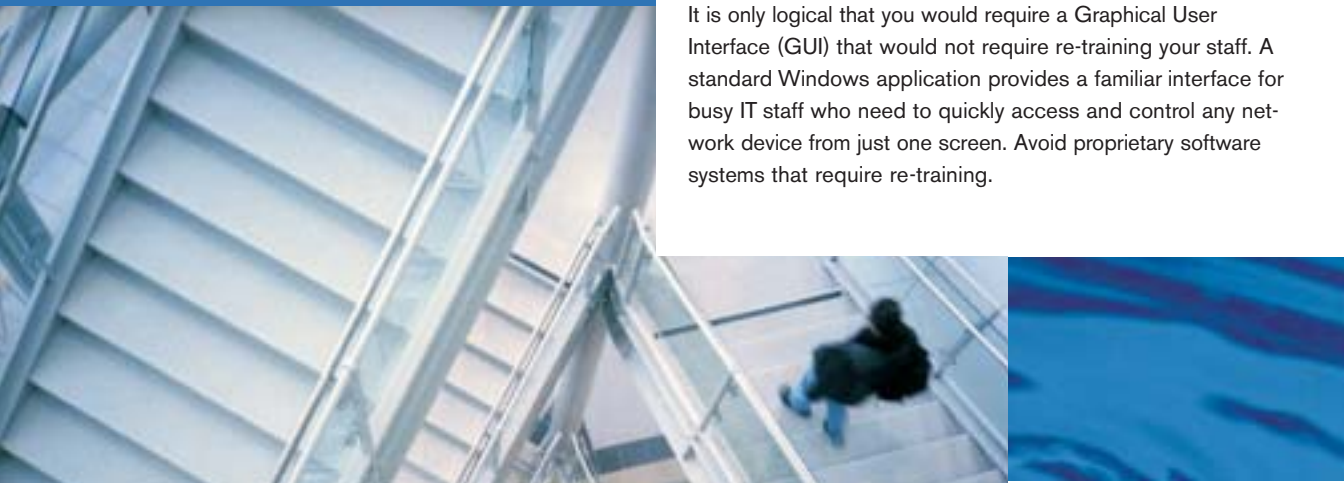 It is only logical that you would require a Graphical User
Interface (GUI) that would not require re-training your staff. A
standard Windows application provides a familiar interface for
busy IT staff who need to quickly access and control any net-
work device from just one screen. Avoid proprietary software
systems that require re-training.